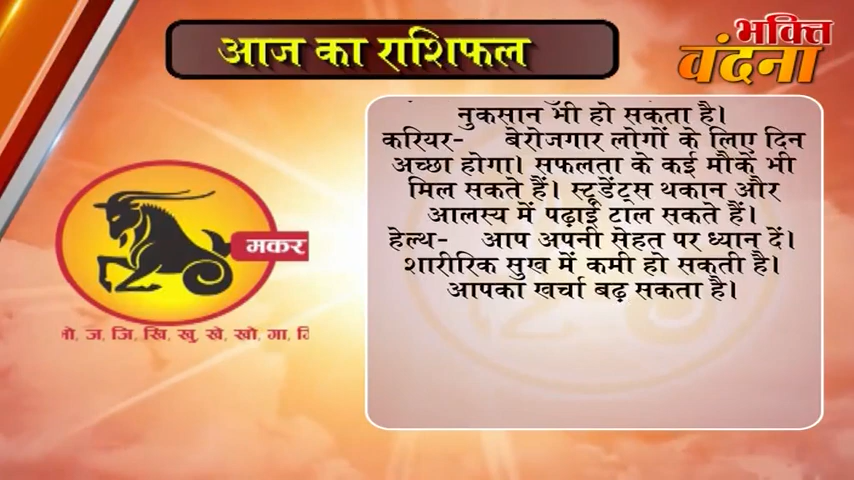 आज का राशिफल
भक्ति
वंदना
नुकसान भी हो सकता है।
करियर- बेरोजगार लोगों के लिए दिन
अच्छा होगा। सफलता के कई मौके भी
मिल सकते हैं। स्टूडेंट्स थकान और
आलस्य में पढ़ाई टाल सकते हैं।
हेल्थ- आप अपनी सेहत पर ध्यान दें।
शारीरिक सुख में कमी हो सकती है।
आपका खर्चा बढ़ सकता है।
मकर
ज, जि, खि, खु, खे, खो, गा,